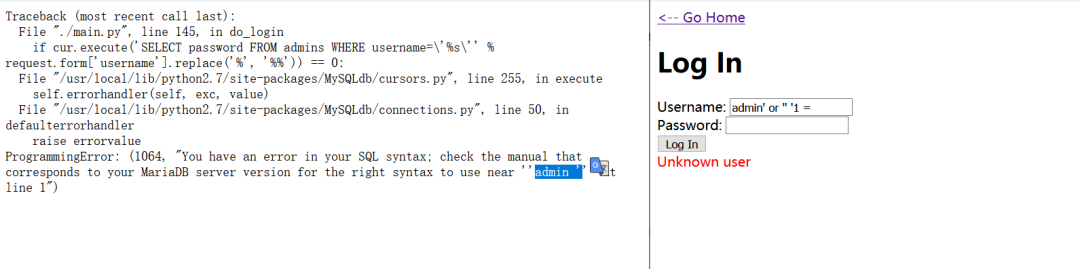 Traceback (most recent call last):
File "./main.py", line 145, in do_login
if cur.execute('SELECT password FROM admins WHERE username=\'%s\'' %
request.form['username'].replace('%', '%%')) == 0:
File "/usr/local/lib/python2.7/site-packages/MySQLdb/cursors.py", line 255, in execute
self.errorhandler(self, exc, value)
File "/usr/local/lib/python2.7/site-packages/MySQLdb/connections.py", line 50, in
defaulterrorhandler
raise errorvalue
ProgrammingError: (1064, "You have an error in your SQL syntax; check the manual that
corresponds to your MariaDB server version for the right syntax to use near ''admin ''
line 1")
<-- Go Home
Log In
Username: admin' or '' '1 =
Password:
Log In
Unknown user